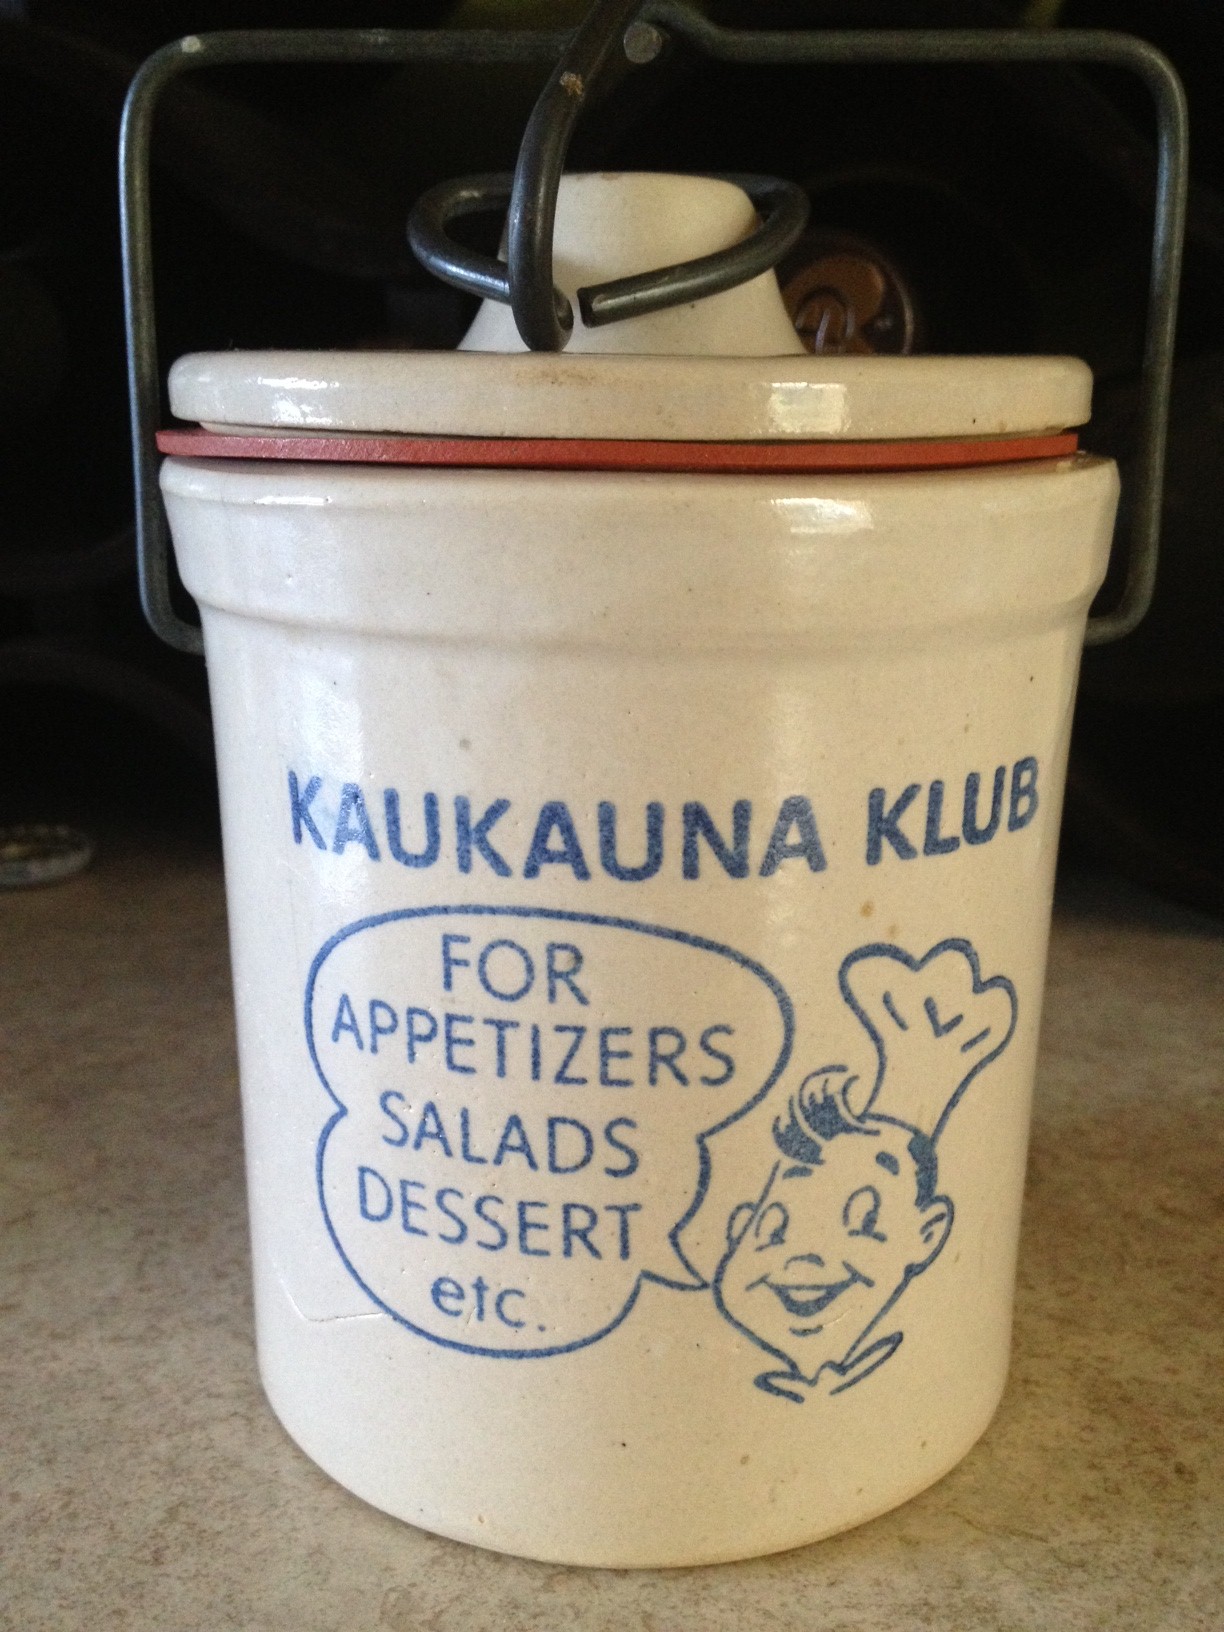 KAUKAUNA KLUB
FOR
APPETIZERS
SALADS
DESSERT
etc.